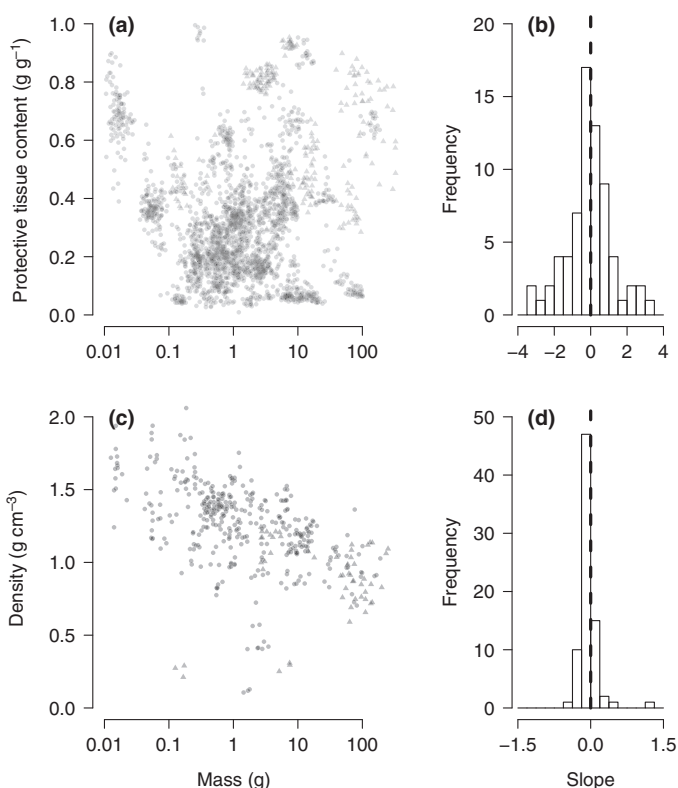 (a)
Protective tissue content (g g⁻¹)
1.0
0.8
0.6
0.4
0.2
0.0
0.01 0.1 1 10 100
(b)
Frequency
20
15
10
5
0
−4 −2 0 2 4
(c)
Density (g cm⁻³)
2.0
1.5
1.0
0.5
0.0
0.01 0.1 1 10 100
Mass (g)
(d)
Frequency
50
40
30
20
10
0
−1.5 0.0 1.5
Slope